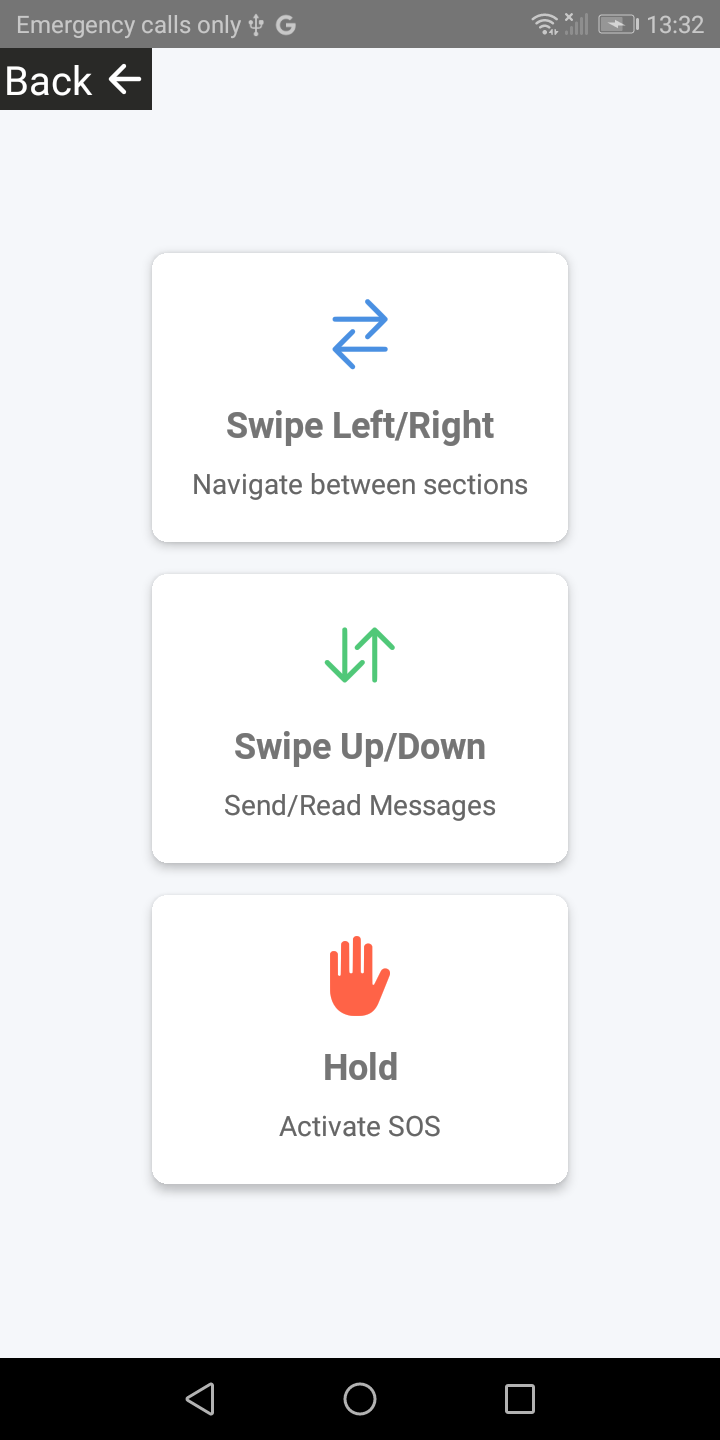 Emergency calls only 13:32
Back
Swipe Left/Right
Navigate between sections
Swipe Up/Down
Send/Read Messages
Hold
Activate SOS